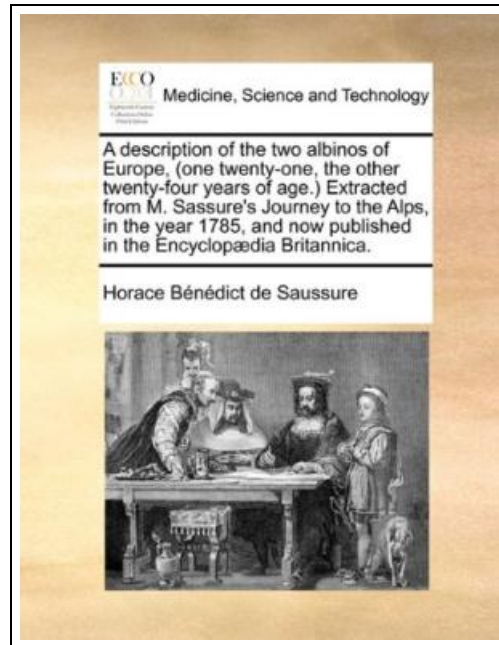 ECCO
Medicine, Science and Technology
A description of the two albinos of
Europe, (one twenty-one, the other
twenty-four years of age.) Extracted
from M. Sassure's Journey to the Alps,
in the year 1785, and now published
in the Encyclopædia Britannica.
Horace Bénédict de Saussure